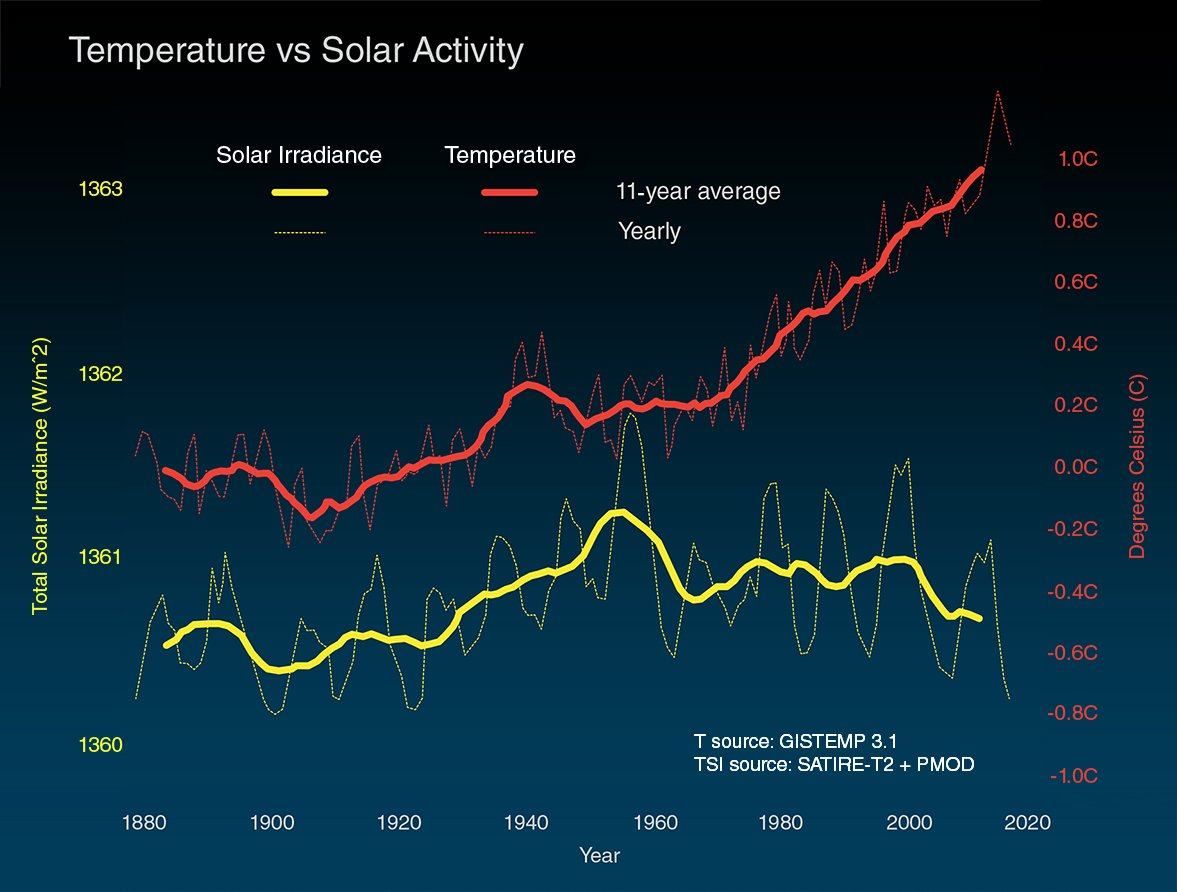 Temperature vs Solar Activity
Solar Irradiance Temperature
11-year average
Yearly
1363
1362
1361
1360
Total Solar Irradiance (W/m^2)
1.0C
0.8C
0.6C
0.4C
0.2C
0.0C
-0.2C
-0.4C
-0.6C
-0.8C
-1.0C
Degrees Celsius (C)
T source: GISTEMP 3.1
TSI source: SATIRE-T2 + PMOD
1880 1900 1920 1940 1960 1980 2000 2020
Year